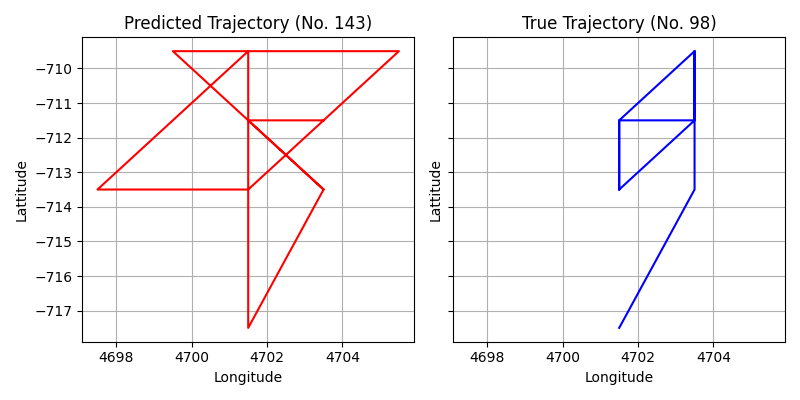 Predicted Trajectory (No. 143)
True Trajectory (No. 98)
−710
−711
−712
−713
−714
−715
−716
−717
Lattitude
Lattitude
4698 4700 4702 4704
4698 4700 4702 4704
Longitude
Longitude